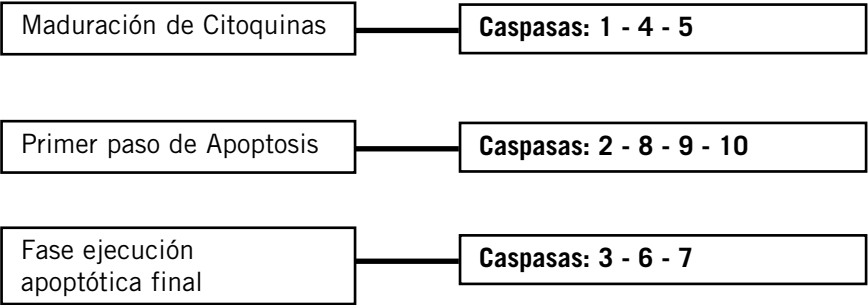 Maduración de Citoquinas
Caspasas: 1 - 4 - 5
Primer paso de Apoptosis
Caspasas: 2 - 8 - 9 - 10
Fase ejecución
apoptótica final
Caspasas: 3 - 6 - 7